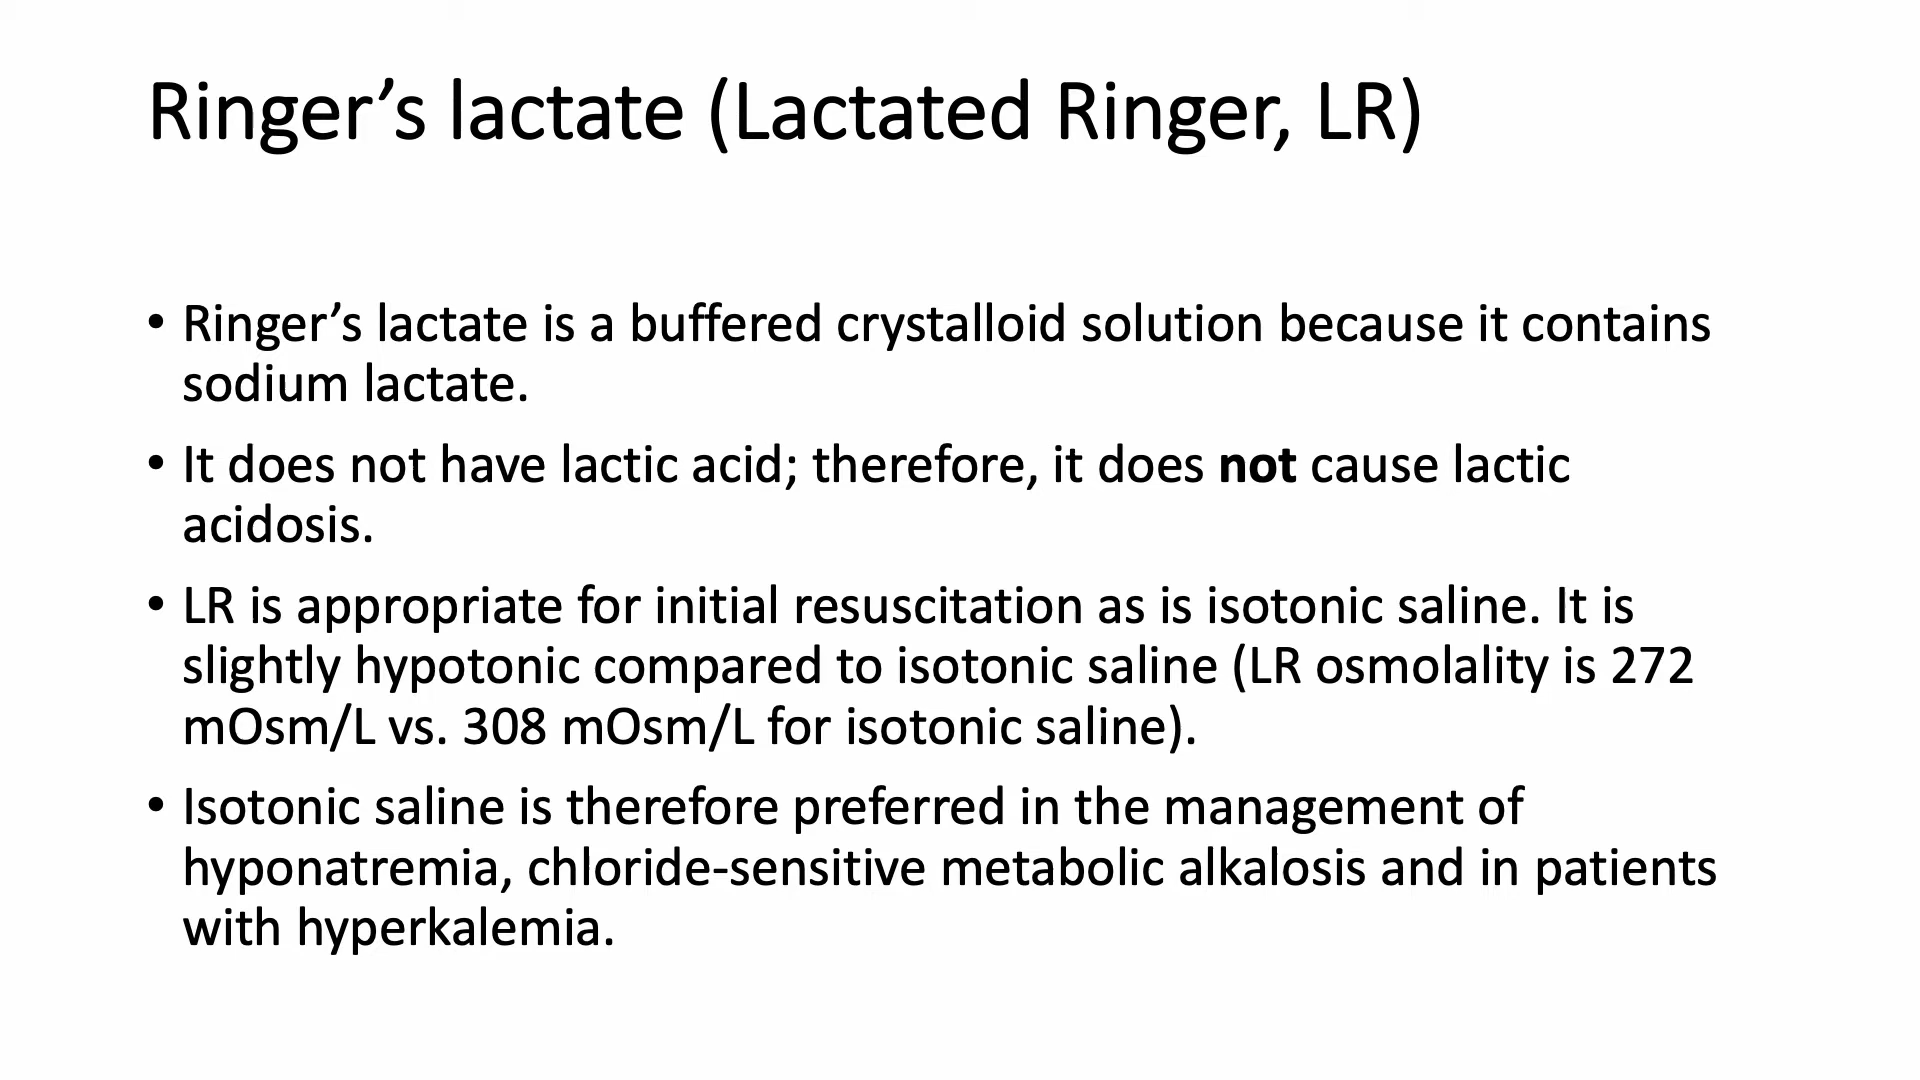 Ringer’s lactate (Lactated Ringer, LR)
• Ringer’s lactate is a buffered crystalloid solution because it contains
sodium lactate.
• It does not have lactic acid; therefore, it does not cause lactic
acidosis.
• LR is appropriate for initial resuscitation as is isotonic saline. It is
slightly hypotonic compared to isotonic saline (LR osmolality is 272
mOsm/L vs. 308 mOsm/L for isotonic saline).
• Isotonic saline is therefore preferred in the management of
hyponatremia, chloride-sensitive metabolic alkalosis and in patients
with hyperkalemia.